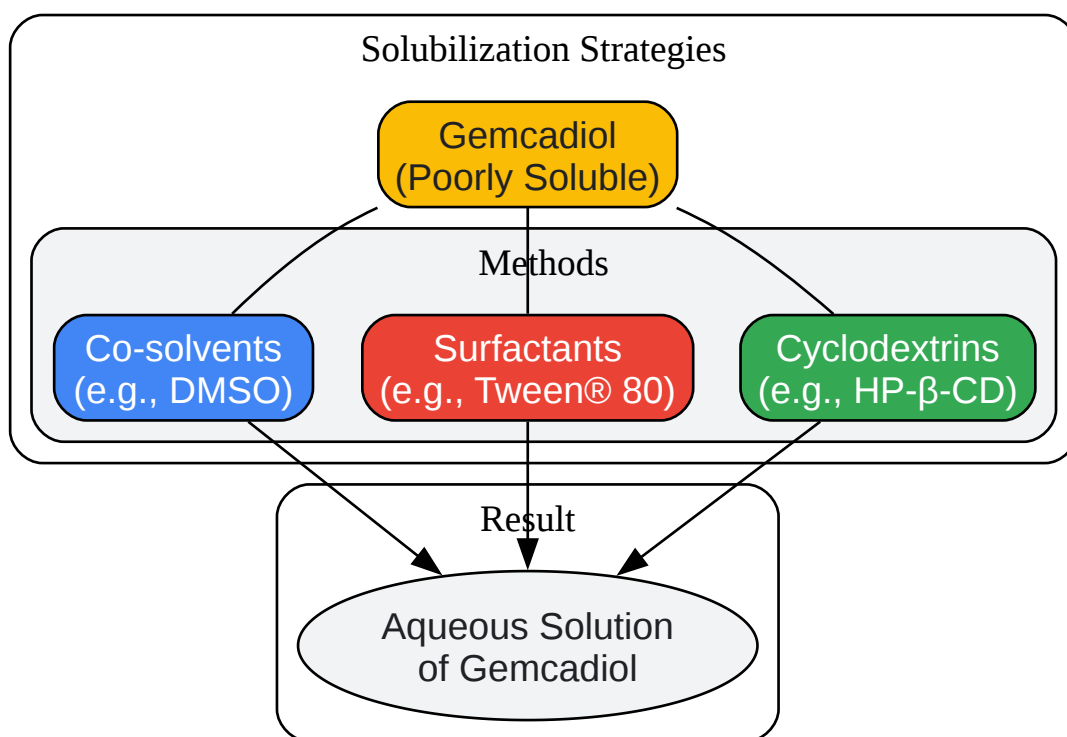 Solubilization Strategies
Gemcadiol
(Poorly Soluble)
Methods
Co-solvents
(e.g., DMSO)
Surfactants
(e.g., Tween® 80)
Cyclodextrins
(e.g., HP-β-CD)
Result
Aqueous Solution
of Gemcadiol